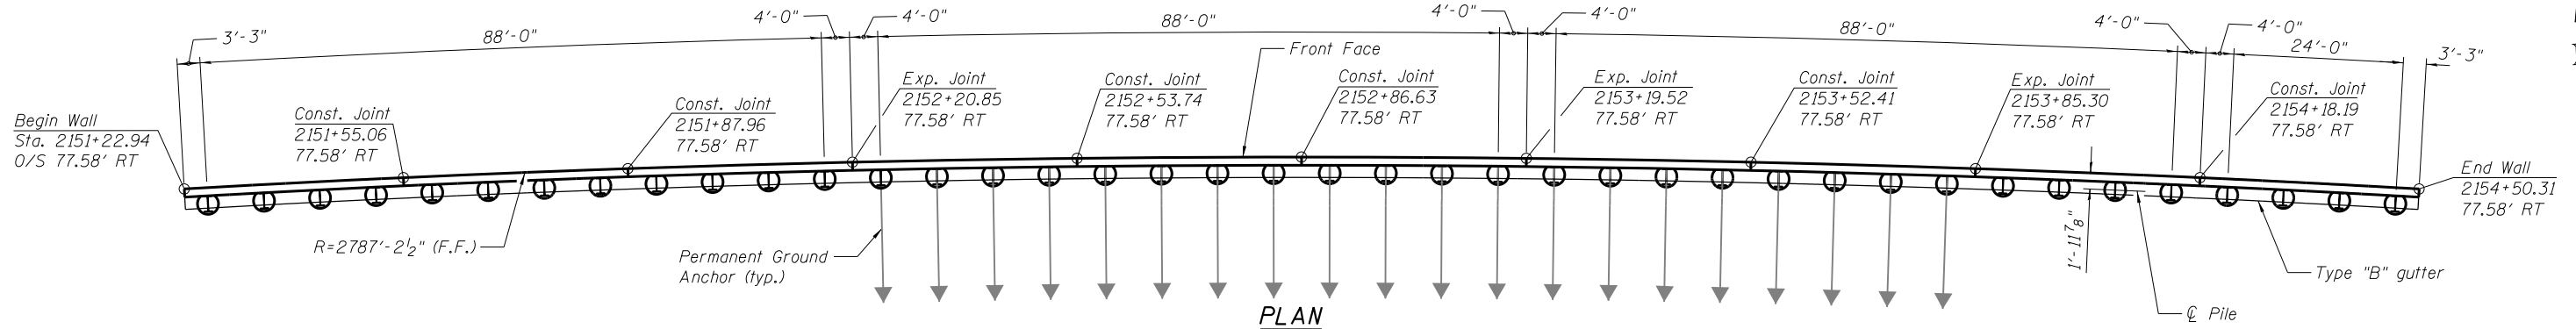 3'-3"
88'-0"
4'-0"
4'-0"
88'-0"
4'-0"
4'-0"
88'-0"
4'-0"
4'-0"
24'-0"
3'-3"
Front Face
Begin Wall
Sta. 2151+22.94
O/S 77.58' RT
Const. Joint
2151+55.06
77.58' RT
Const. Joint
2151+87.96
77.58' RT
Exp. Joint
2152+20.85
77.58' RT
Const. Joint
2152+53.74
77.58' RT
Const. Joint
2152+86.63
77.58' RT
Exp. Joint
2153+19.52
77.58' RT
Const. Joint
2153+52.41
77.58' RT
Exp. Joint
2153+85.30
77.58' RT
Const. Joint
2154+18.19
77.58' RT
End Wall
2154+50.31
77.58' RT
R=2787'-2½" (F.F.)
Permanent Ground
Anchor (typ.)
1'-11⅞"
Type "B" gutter
℄ Pile
PLAN